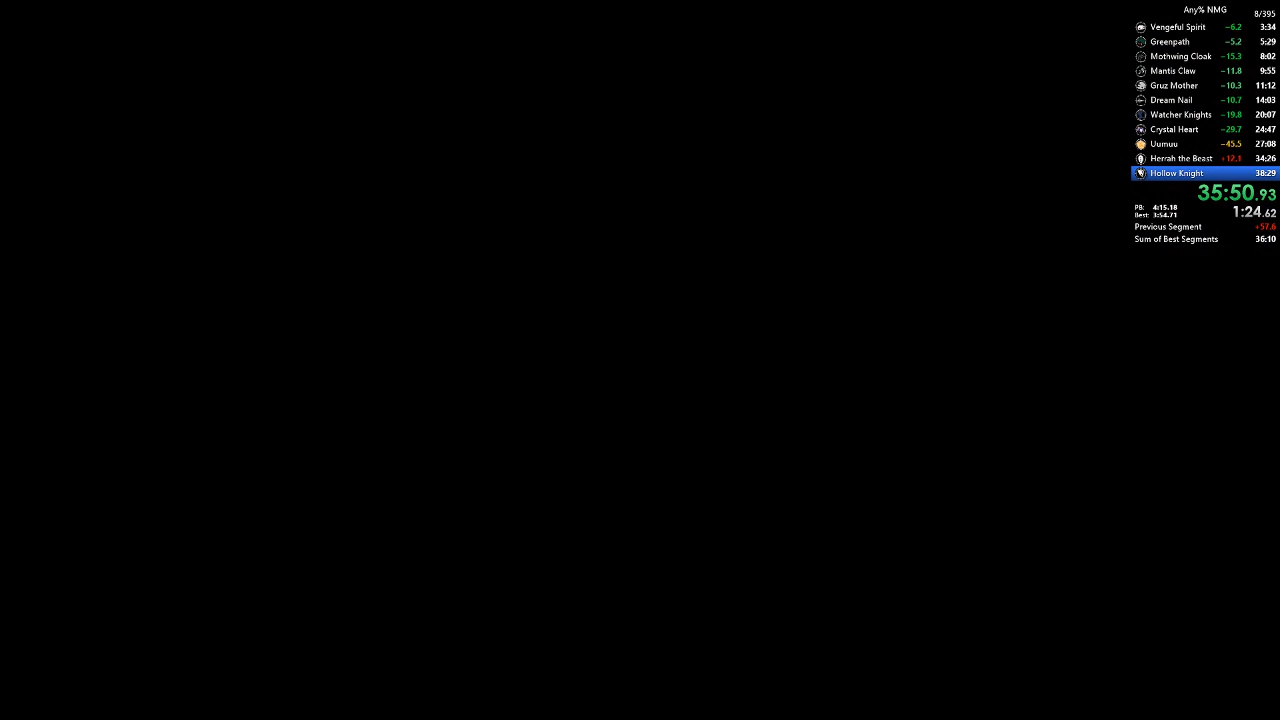 Any% NMG
8/395
Vengeful Spirit −6.2 3:34
Greenpath −5.2 5:29
Mothwing Cloak −15.3 8:02
Mantis Claw −11.8 9:55
Gruz Mother −10.3 11:12
Dream Nail −10.7 14:03
Watcher Knights −19.8 20:07
Crystal Heart −29.7 24:47
Uumuu −45.5 27:08
Herrah the Beast +12.1 34:26
Hollow Knight 38:29
35:50.93
PB: 4:15.18
Best: 3:54.71
1:24.62
Previous Segment +57.6
Sum of Best Segments 36:10